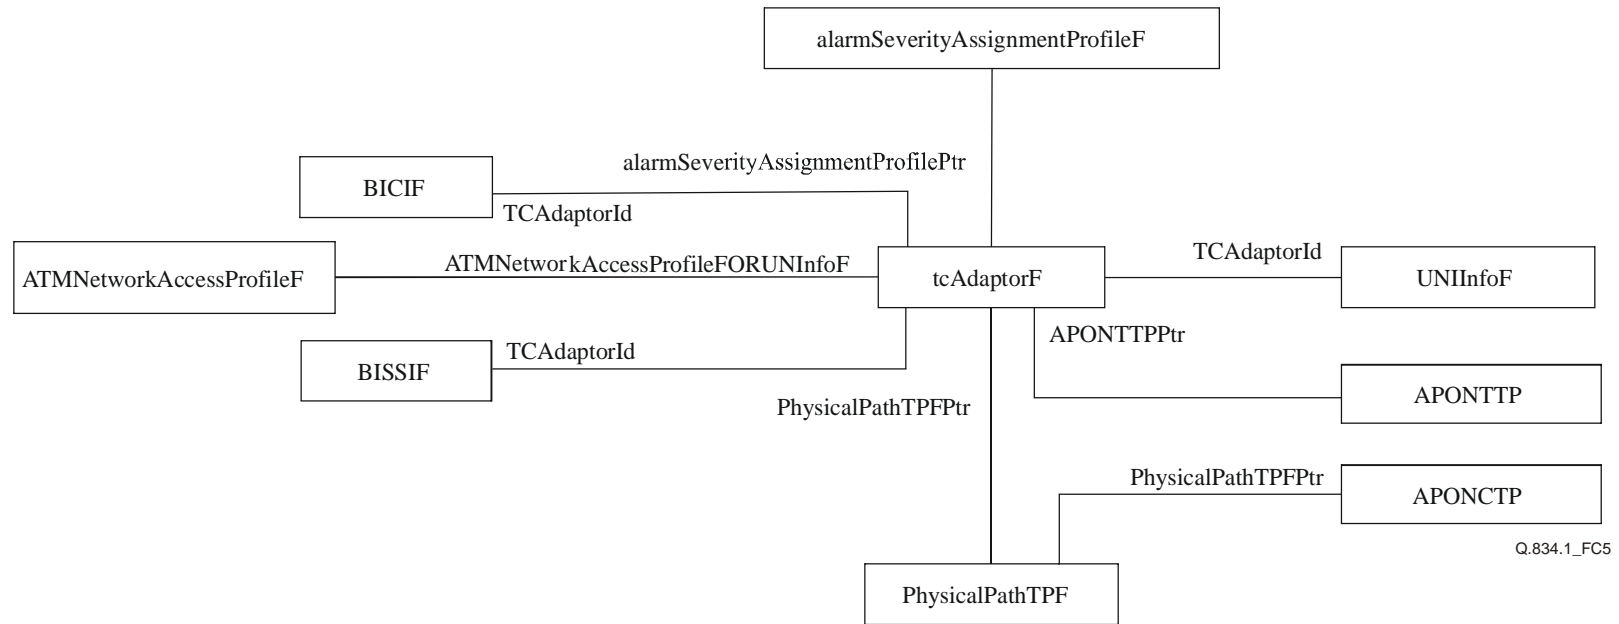 alarmSeverityAssignmentProfileF
alarmSeverityAssignmentProfilePtr
BICIF
TCAdaptorId
ATMNetworkAccessProfileF
ATMNetworkAccessProfileFORUNInfoF
tcAdaptorF
TCAdaptorId
UNIInfoF
APONTTPPtr
BISSIF
TCAdaptorId
APONTTP
PhysicalPathTPFPtr
PhysicalPathTPFPtr
APONCTP
Q.834.1_FC5
PhysicalPathTPF